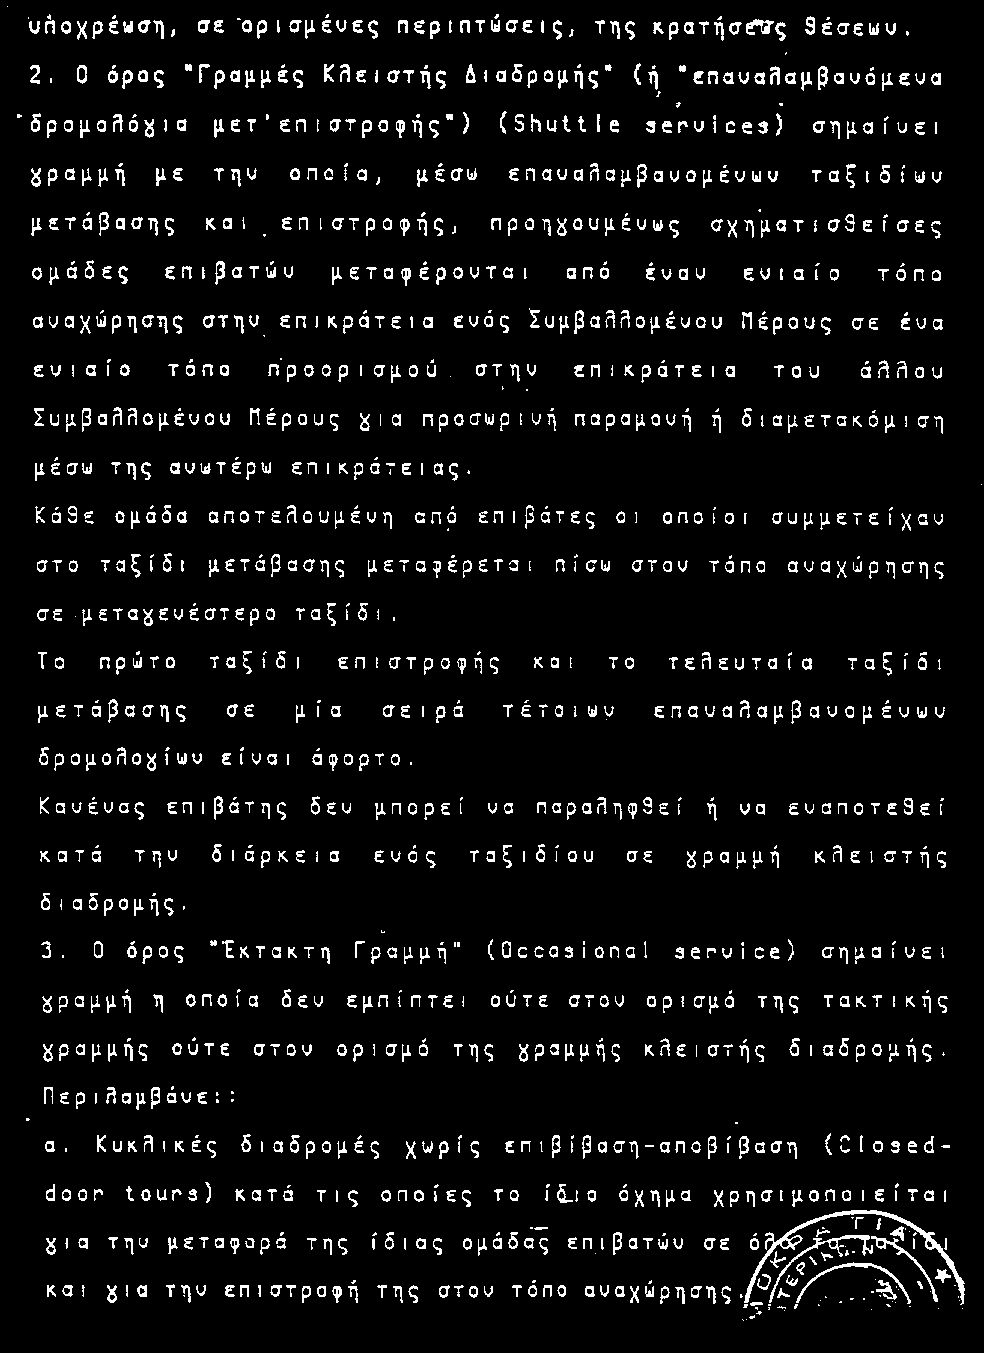 υποχρέωση, σε ορισμένες περιπτώσεις, της κρατήσεως θέσεων.
2. Ο όρος "Γραμμές Κλειστής Διαδρομής" (ή "επαναλαμβανόμενα
δρομολόγια μετ'επιστροφής") (Shuttle services) σημαίνει
γραμμή με την οποία, μέσω επαναλαμβανομένων ταξιδίων
μετάβασης και επιστροφής, προηγουμένως σχηματισθείσες
ομάδες επιβατών μεταφέρονται από έναν ενιαίο τόπο
αναχώρησης στην επικράτεια ενός Συμβαλλομένου Μέρους σε ένα
ενιαίο τόπο προορισμού στην επικράτεια του άλλου
Συμβαλλομένου Μέρους για προσωρινή παραμονή ή διαμετακόμιση
μέσω της ανωτέρω επικράτειας.
Κάθε ομάδα αποτελουμένη από επιβάτες οι οποίοι συμμετείχαν
στο ταξίδι μετάβασης μεταφέρεται πίσω στον τόπο αναχώρησης
σε μεταγενέστερο ταξίδι.
Το πρώτο ταξίδι επιστροφής και το τελευταία ταξίδι
μετάβασης σε μία σειρά τέτοιων επαναλαμβανομένων
δρομολογίων είναι άφορτο.
Κανένας επιβάτης δεν μπορεί να παραληφθεί ή να εναποτεθεί
κατά την διάρκεια ενός ταξιδίου σε γραμμή κλειστής
διαδρομής.
3. Ο όρος "Έκτακτη Γραμμή" (Occasional service) σημαίνει
γραμμή η οποία δεν εμπίπτει ούτε στον ορισμό της τακτικής
γραμμής ούτε στον ορισμό της γραμμής κλειστής διαδρομής.
Περιλαμβάνει:
α. Κυκλικές διαδρομές χωρίς επιβίβαση-αποβίβαση (Closed-
door tours) κατά τις οποίες το ίδιο όχημα χρησιμοποιείται
για την μεταφορά της ίδιας ομάδας επιβατών σε όλο το ταξίδι
και για την επιστροφή της στον τόπο αναχώρησης.